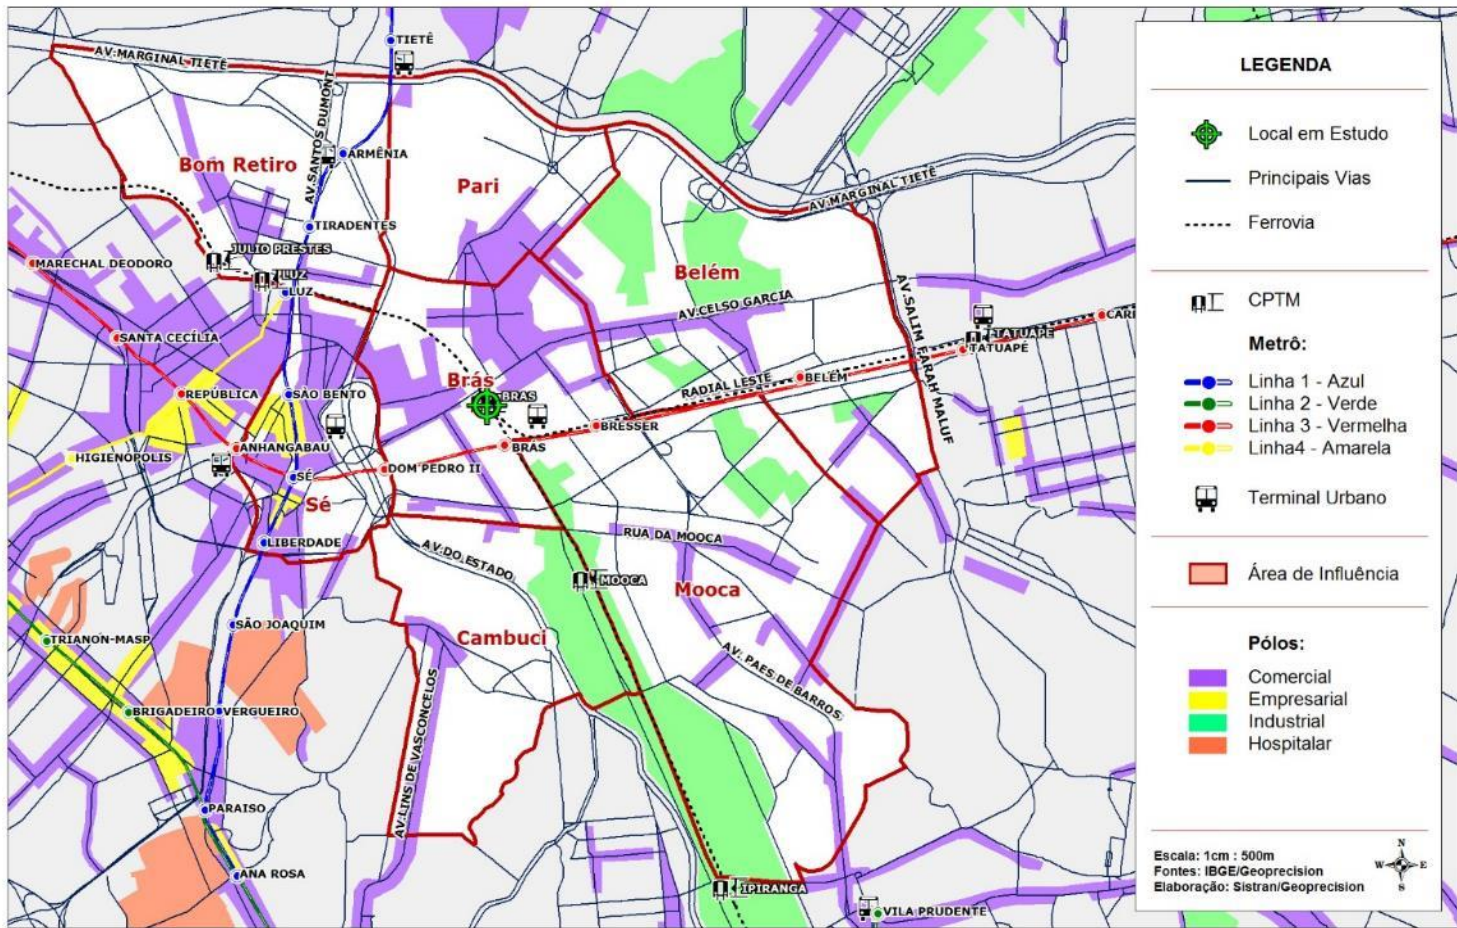 TIETÊ
AV.MARGINAL TIETÊ
AV.SANTOS DUMONT
ARMÊNIA
Bom Retiro
Pari
AV.MARGINAL TIETÊ
TIRADENTES
JULIO PRESTES
MARECHAL DEODORO
LUZ
LUZ
Belém
AV.CELSO GARCIA
AV.SALIM FARAH MALUF
TATUAPÉ
TATUAPÉ
CARR
SANTA CECÍLIA
Brás
BRÁS
RADIAL LESTE
BELÉM
REPÚBLICA
SÃO BENTO
BRESSER
BRÁS
ANHANGABAU
HIGIENÓPOLIS
SÉ
DOM PEDRO II
Sé
LIBERDADE
AV.DO ESTADO
RUA DA MOOCA
MOOCA
Mooca
SÃO JOAQUIM
TRIANON-MASP
Cambuci
AV. PAES DE BARROS
AV.LINS DE VASCONCELOS
BRIGADEIRO
VERGUEIRO
PARAISO
ANA ROSA
IPIRANGA
VILA PRUDENTE
LEGENDA
Local em Estudo
Principais Vias
Ferrovia
CPTM
Metrô:
Linha 1 - Azul
Linha 2 - Verde
Linha 3 - Vermelha
Linha4 - Amarela
Terminal Urbano
Área de Influência
Pólos:
Comercial
Empresarial
Industrial
Hospitalar
Escala: 1cm : 500m
Fontes: IBGE/Geoprecision
Elaboração: Sistran/Geoprecision
N
W E
S